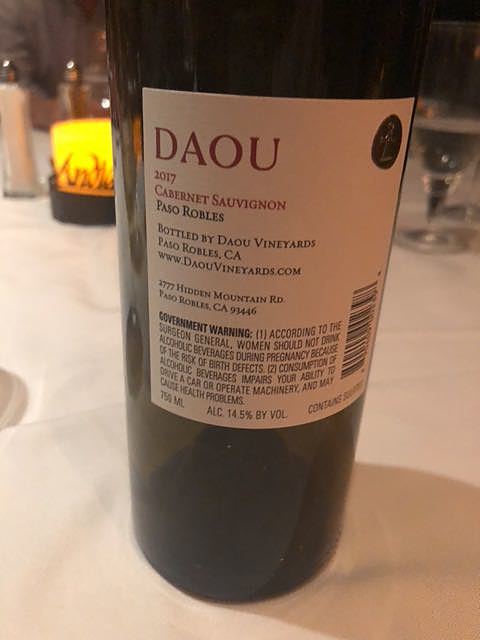 DAOU
2017
CABERNET SAUVIGNON
PASO ROBLES
BOTTLED BY DAOU VINEYARDS
PASO ROBLES, CA
WWW.DAOUVINEYARDS.COM
2777 HIDDEN MOUNTAIN RD.
PASO ROBLES, CA 93446
GOVERNMENT WARNING: (1) ACCORDING TO THE
SURGEON GENERAL, WOMEN SHOULD NOT DRINK
ALCOHOLIC BEVERAGES DURING PREGNANCY BECAUSE
OF THE RISK OF BIRTH DEFECTS. (2) CONSUMPTION OF
ALCOHOLIC BEVERAGES IMPAIRS YOUR ABILITY TO
DRIVE A CAR OR OPERATE MACHINERY, AND MAY
CAUSE HEALTH PROBLEMS.
750 ML ALC. 14.5% BY VOL. CONTAINS